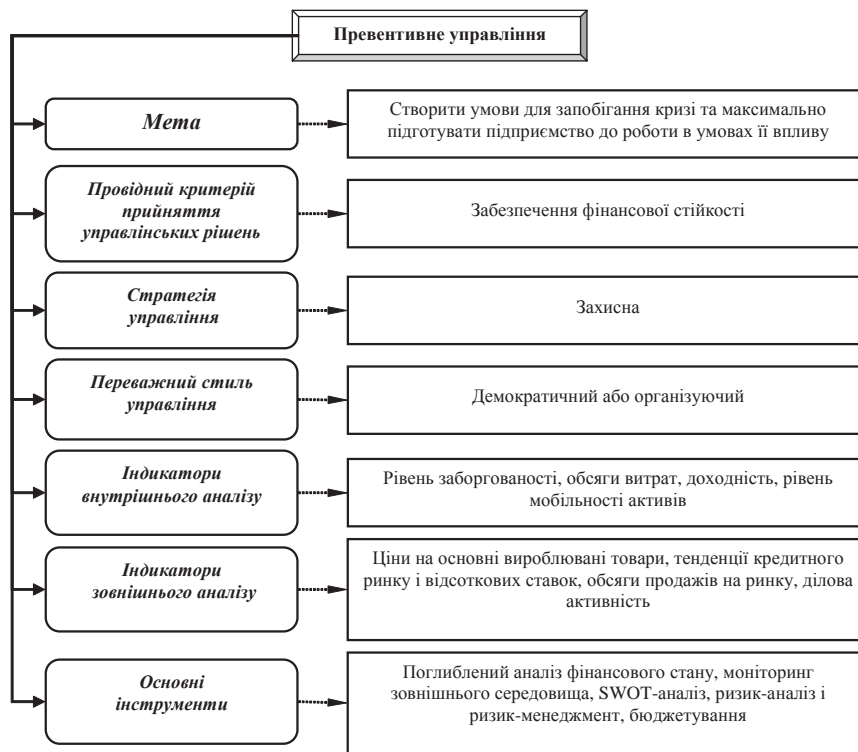 Превентивне управління
Мета
Створити умови для запобігання кризі та максимально
підготувати підприємство до роботи в умовах її впливу
Провідний критерій
прийняття
управлінських рішень
Забезпечення фінансової стійкості
Стратегія
управління
Захисна
Переважний стиль
управління
Демократичний або організуючий
Індикатори
внутрішнього аналізу
Рівень заборгованості, обсяги витрат, доходність, рівень
мобільності активів
Індикатори
зовнішнього аналізу
Ціни на основні вироблювані товари, тенденції кредитного
ринку і відсоткових ставок, обсяги продажів на ринку, ділова
активність
Основні
інструменти
Поглиблений аналіз фінансового стану, моніторинг
зовнішнього середовища, SWOT-аналіз, ризик-аналіз і
ризик-менеджмент, бюджетування